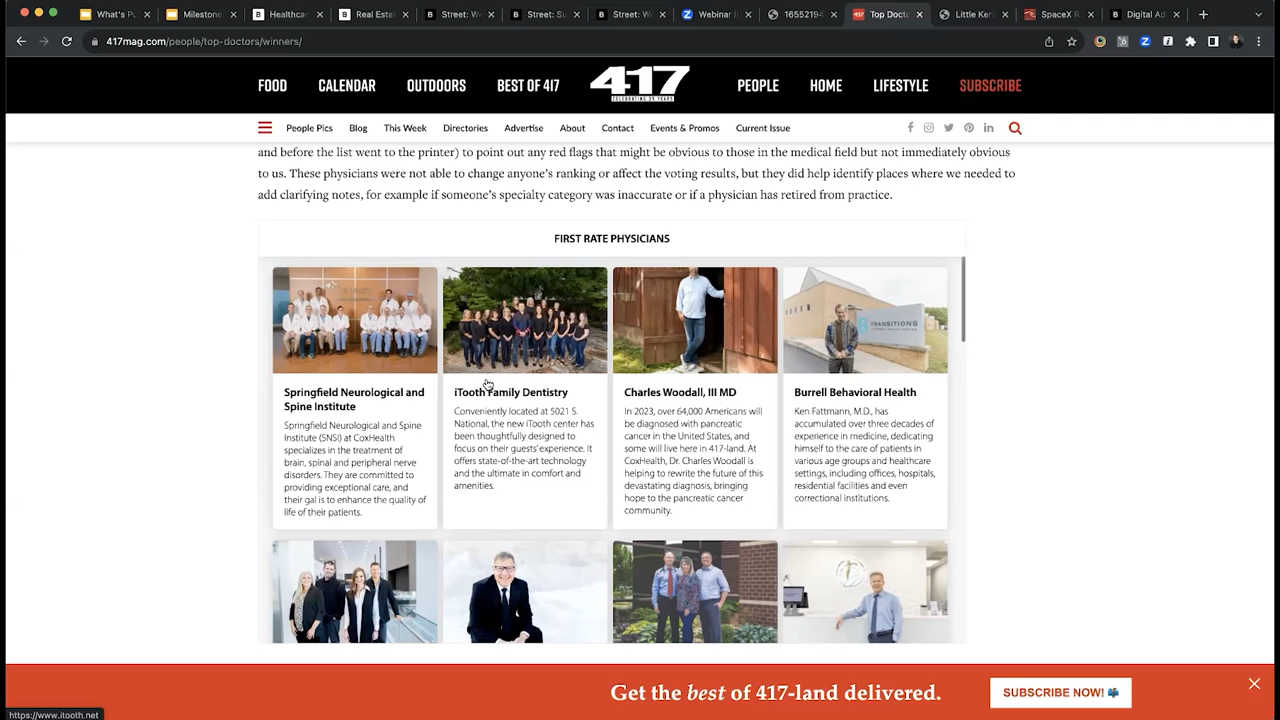 What's Pu
Milestone
Healthcar
Real Esta
Street: W
Street: Su
Street: W
Webinar I
16552194
Top Docto
Little Ken
SpaceX R
Digital Ad
417mag.com/people/top-doctors/winners/
FOOD
CALENDAR
OUTDOORS
BEST OF 417
417
PEOPLE
HOME
LIFESTYLE
SUBSCRIBE
People Pics
Blog
This Week
Directories
Advertise
About
Contact
Events & Promos
Current Issue
and before the list went to the printer) to point out any red flags that might be obvious to those in the medical field but not immediately obvious
to us. These physicians were not able to change anyone's ranking or affect the voting results, but they did help identify places where we needed to
add clarifying notes, for example if someone's specialty category was inaccurate or if a physician has retired from practice.
FIRST RATE PHYSICIANS
Springfield Neurological and
Spine Institute
Springfield Neurological and Spine
Institute (SNSI) at CoxHealth
specializes in the treatment of
brain, spinal and peripheral nerve
disorders. They are committed to
providing exceptional care, and
their gal is to enhance the quality of
life of their patients.
iTooth Family Dentistry
Conveniently located at 5021 S.
National, the new iTooth center has
been thoughtfully designed to
focus on their guests' experience. It
offers state-of-the-art technology
and the ultimate in comfort and
amenities.
Charles Woodall, III MD
In 2023, over 64,000 Americans will
be diagnosed with pancreatic
cancer in the United States, and
some will live here in 417-land. At
CoxHealth, Dr. Charles Woodall is
helping to rewrite the future of this
devastating diagnosis, bringing
hope to the pancreatic cancer
community.
TRANSITIONS
Burrell Behavioral Health
Ken Fattmann, M.D., has
accumulated over three decades of
experience in medicine, dedicating
himself to the care of patients in
various age groups and healthcare
settings, including offices, hospitals,
residential facilities and even
correctional institutions.
Get the best of 417-land delivered.
SUBSCRIBE NOW!
https://www.itooth.net